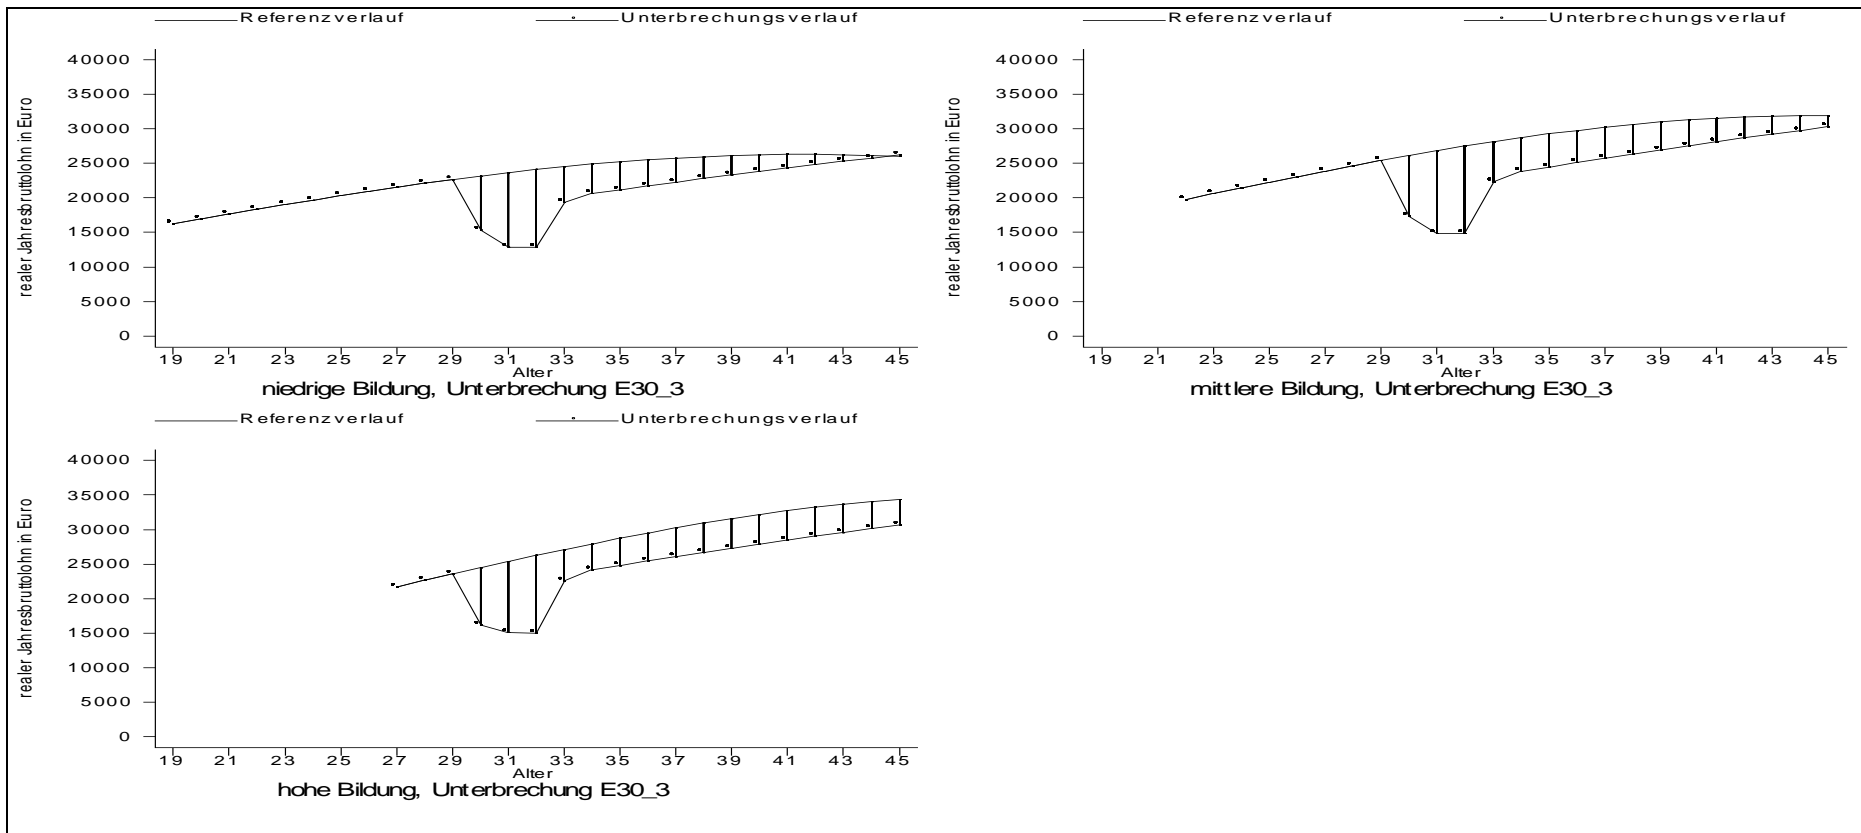 Referenzverlauf Unterbrechungsverlauf
realer Jahresbruttolohn in Euro
40000
35000
30000
25000
20000
15000
10000
5000
0
19 21 23 25 27 29 31 33 35 37 39 41 43 45
Alter
niedrige Bildung, Unterbrechung E30_3
Referenzverlauf Unterbrechungsverlauf
realer Jahresbruttolohn in Euro
40000
35000
30000
25000
20000
15000
10000
5000
0
19 21 23 25 27 29 31 33 35 37 39 41 43 45
Alter
mittlere Bildung, Unterbrechung E30_3
Referenzverlauf Unterbrechungsverlauf
realer Jahresbruttolohn in Euro
40000
35000
30000
25000
20000
15000
10000
5000
0
19 21 23 25 27 29 31 33 35 37 39 41 43 45
Alter
hohe Bildung, Unterbrechung E30_3